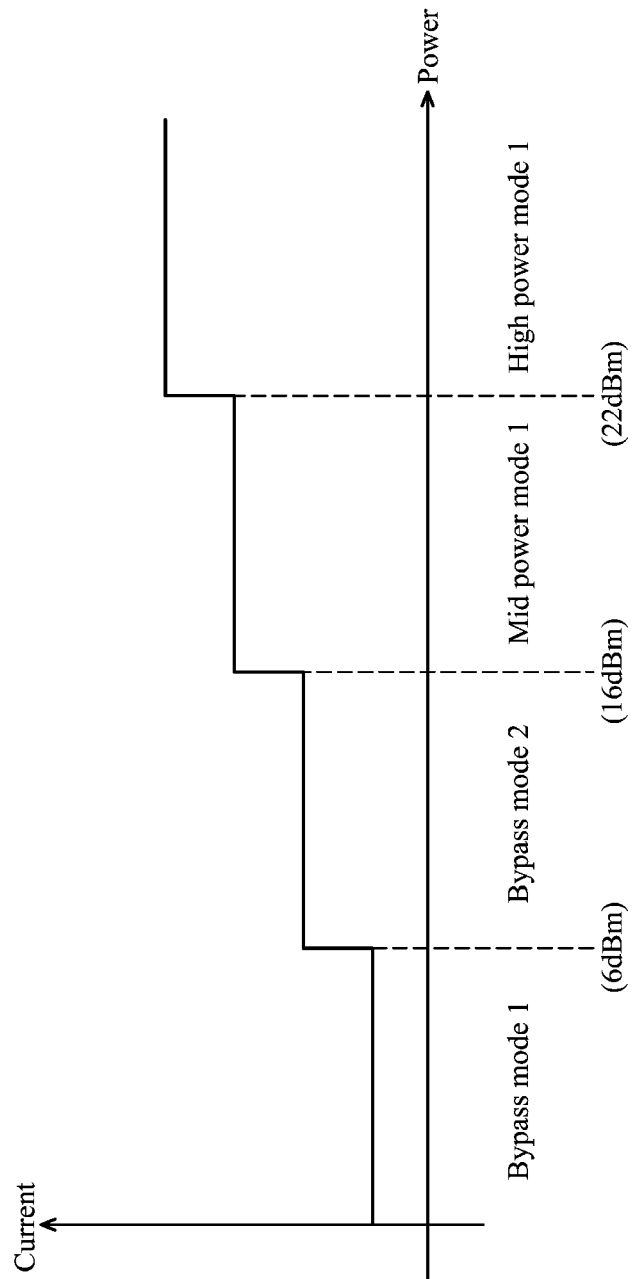 Current
Power
Bypass mode 1
Bypass mode 2
Mid power mode 1
High power mode 1
(6dBm)
(16dBm)
(22dBm)